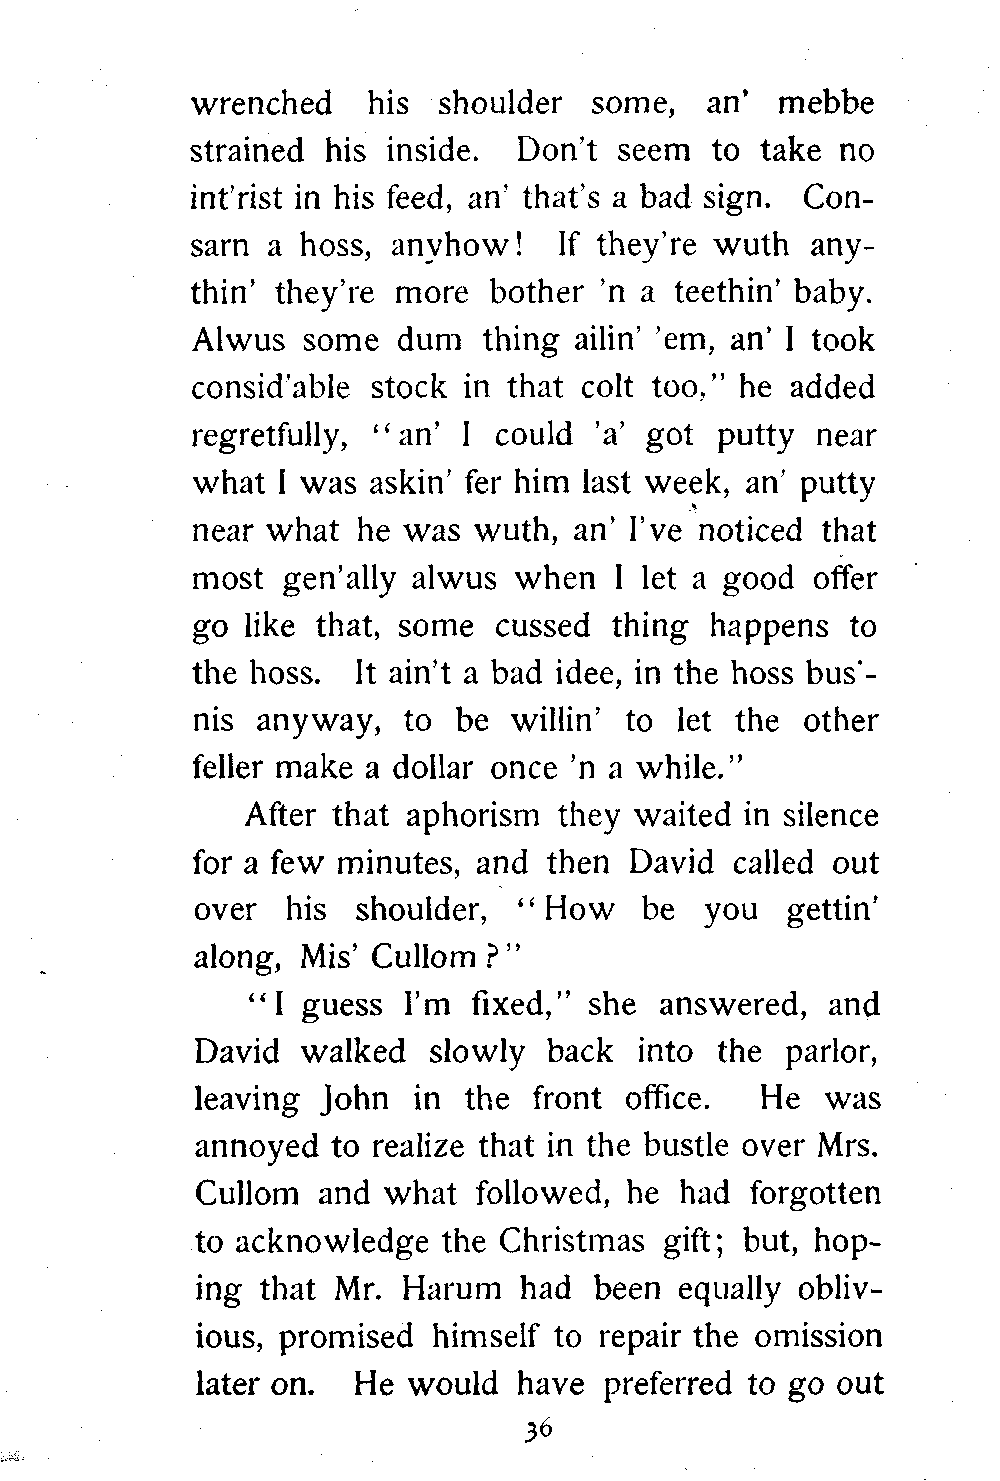 wrenched his shoulder some, an' mebbe
strained his inside. Don't seem to take no
int'rist in his feed, an' that's a bad sign. Con-
sarn a hoss, anyhow! If they're wuth any-
thin' they're more bother 'n a teethin' baby.
Alwus some dum thing ailin' 'em, an' I took
consid'able stock in that colt too," he added
regretfully, "an' I could 'a' got putty near
what I was askin' fer him last week, an' putty
near what he was wuth, an' I've noticed that
most gen'ally alwus when I let a good offer
go like that, some cussed thing happens to
the hoss. It ain't a bad idee, in the hoss bus'-
nis anyway, to be willin' to let the other
feller make a dollar once 'n a while."
After that aphorism they waited in silence
for a few minutes, and then David called out
over his shoulder, "How be you gettin'
along, Mis' Cullom?"
"I guess I'm fixed," she answered, and
David walked slowly back into the parlor,
leaving John in the front office. He was
annoyed to realize that in the bustle over Mrs.
Cullom and what followed, he had forgotten
to acknowledge the Christmas gift; but, hop-
ing that Mr. Harum had been equally obliv-
ious, promised himself to repair the omission
later on. He would have preferred to go out
36